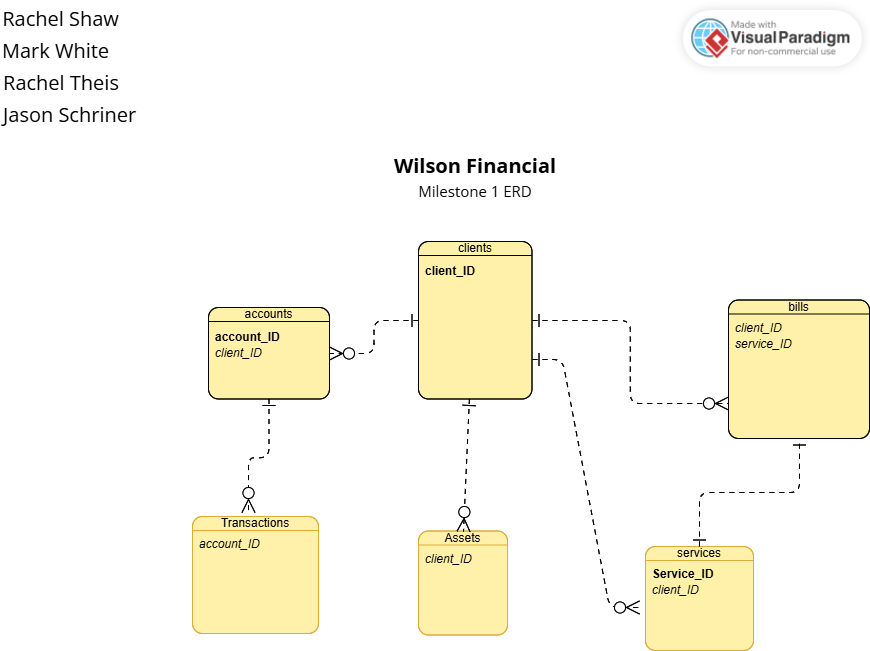 Rachel Shaw
Mark White
Rachel Theis
Jason Schriner
Made with
Visual Paradigm
For non-commercial use
Wilson Financial
Milestone 1 ERD
clients
client_ID
accounts
account_ID
client_ID
bills
client_ID
service_ID
Transactions
account_ID
Assets
client_ID
services
Service_ID
client_ID